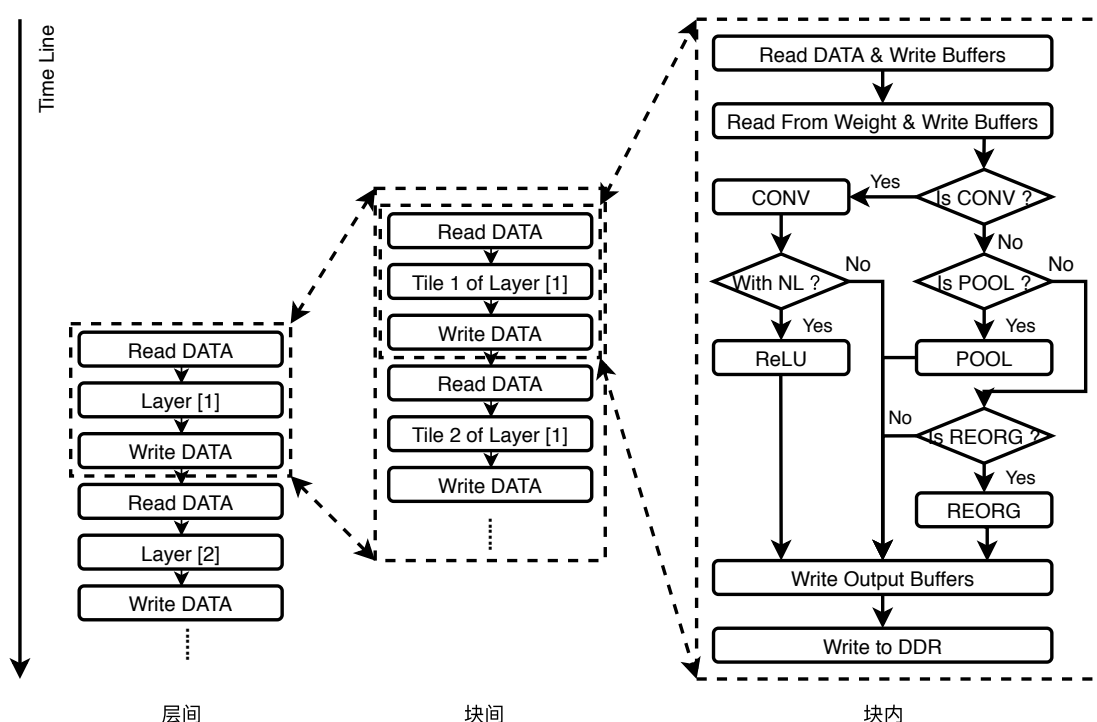 Time Line
Read DATA
Layer [1]
Write DATA
Read DATA
Layer [2]
Write DATA
层间
Read DATA
Tile 1 of Layer [1]
Write DATA
Read DATA
Tile 2 of Layer [1]
Write DATA
块间
Read DATA & Write Buffers
Read From Weight & Write Buffers
Is CONV ?
Yes
CONV
No
With NL ?
No
Is POOL ?
No
Yes
ReLU
Yes
POOL
No
Is REORG ?
Yes
REORG
Write Output Buffers
Write to DDR
块内